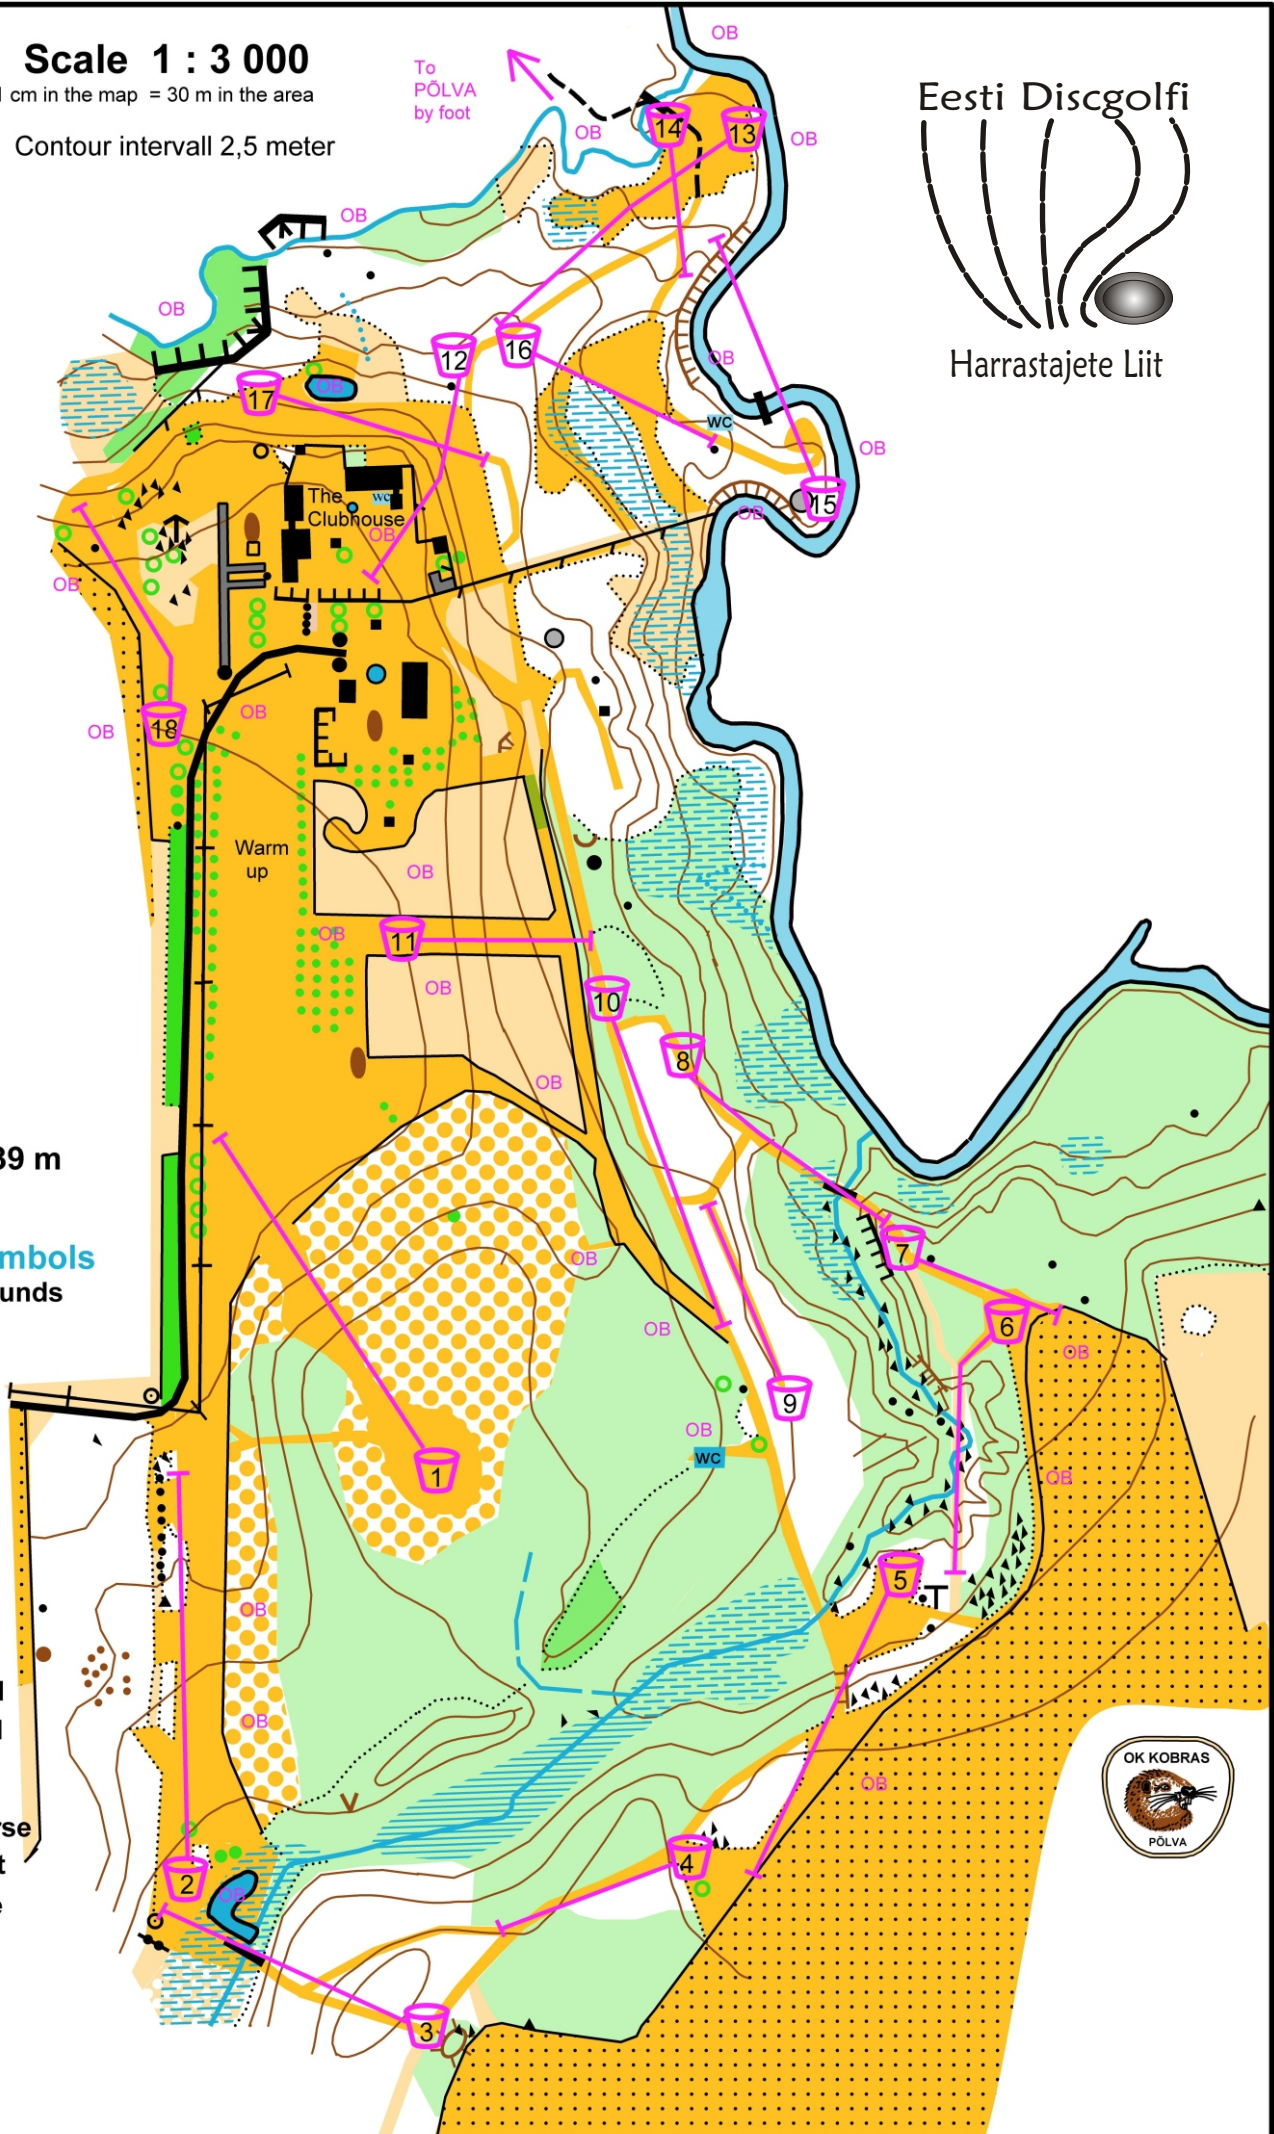 Scale 1 : 3 000
cm in the map = 30 m in the area
Contour intervall 2,5 meter
To
PÕLVA
by foot
Eesti Discgolfi
Harrastajete Liit
OB
OB
OB
OB
OB
14
13
12
16
OB
17
OB
WC
OB
The
Clubhouse
WC
OB
OB
15
OB
18
OB
OB
Warm
up
OB
11
OB
OB
10
8
OB
39 m
mbols
unds
7
OB
6
OB
OB
9
OB
WC
1
OB
5
OB
OB
OK KOBRAS
PÕLVA
OB
rse
t
4
2
OB
3